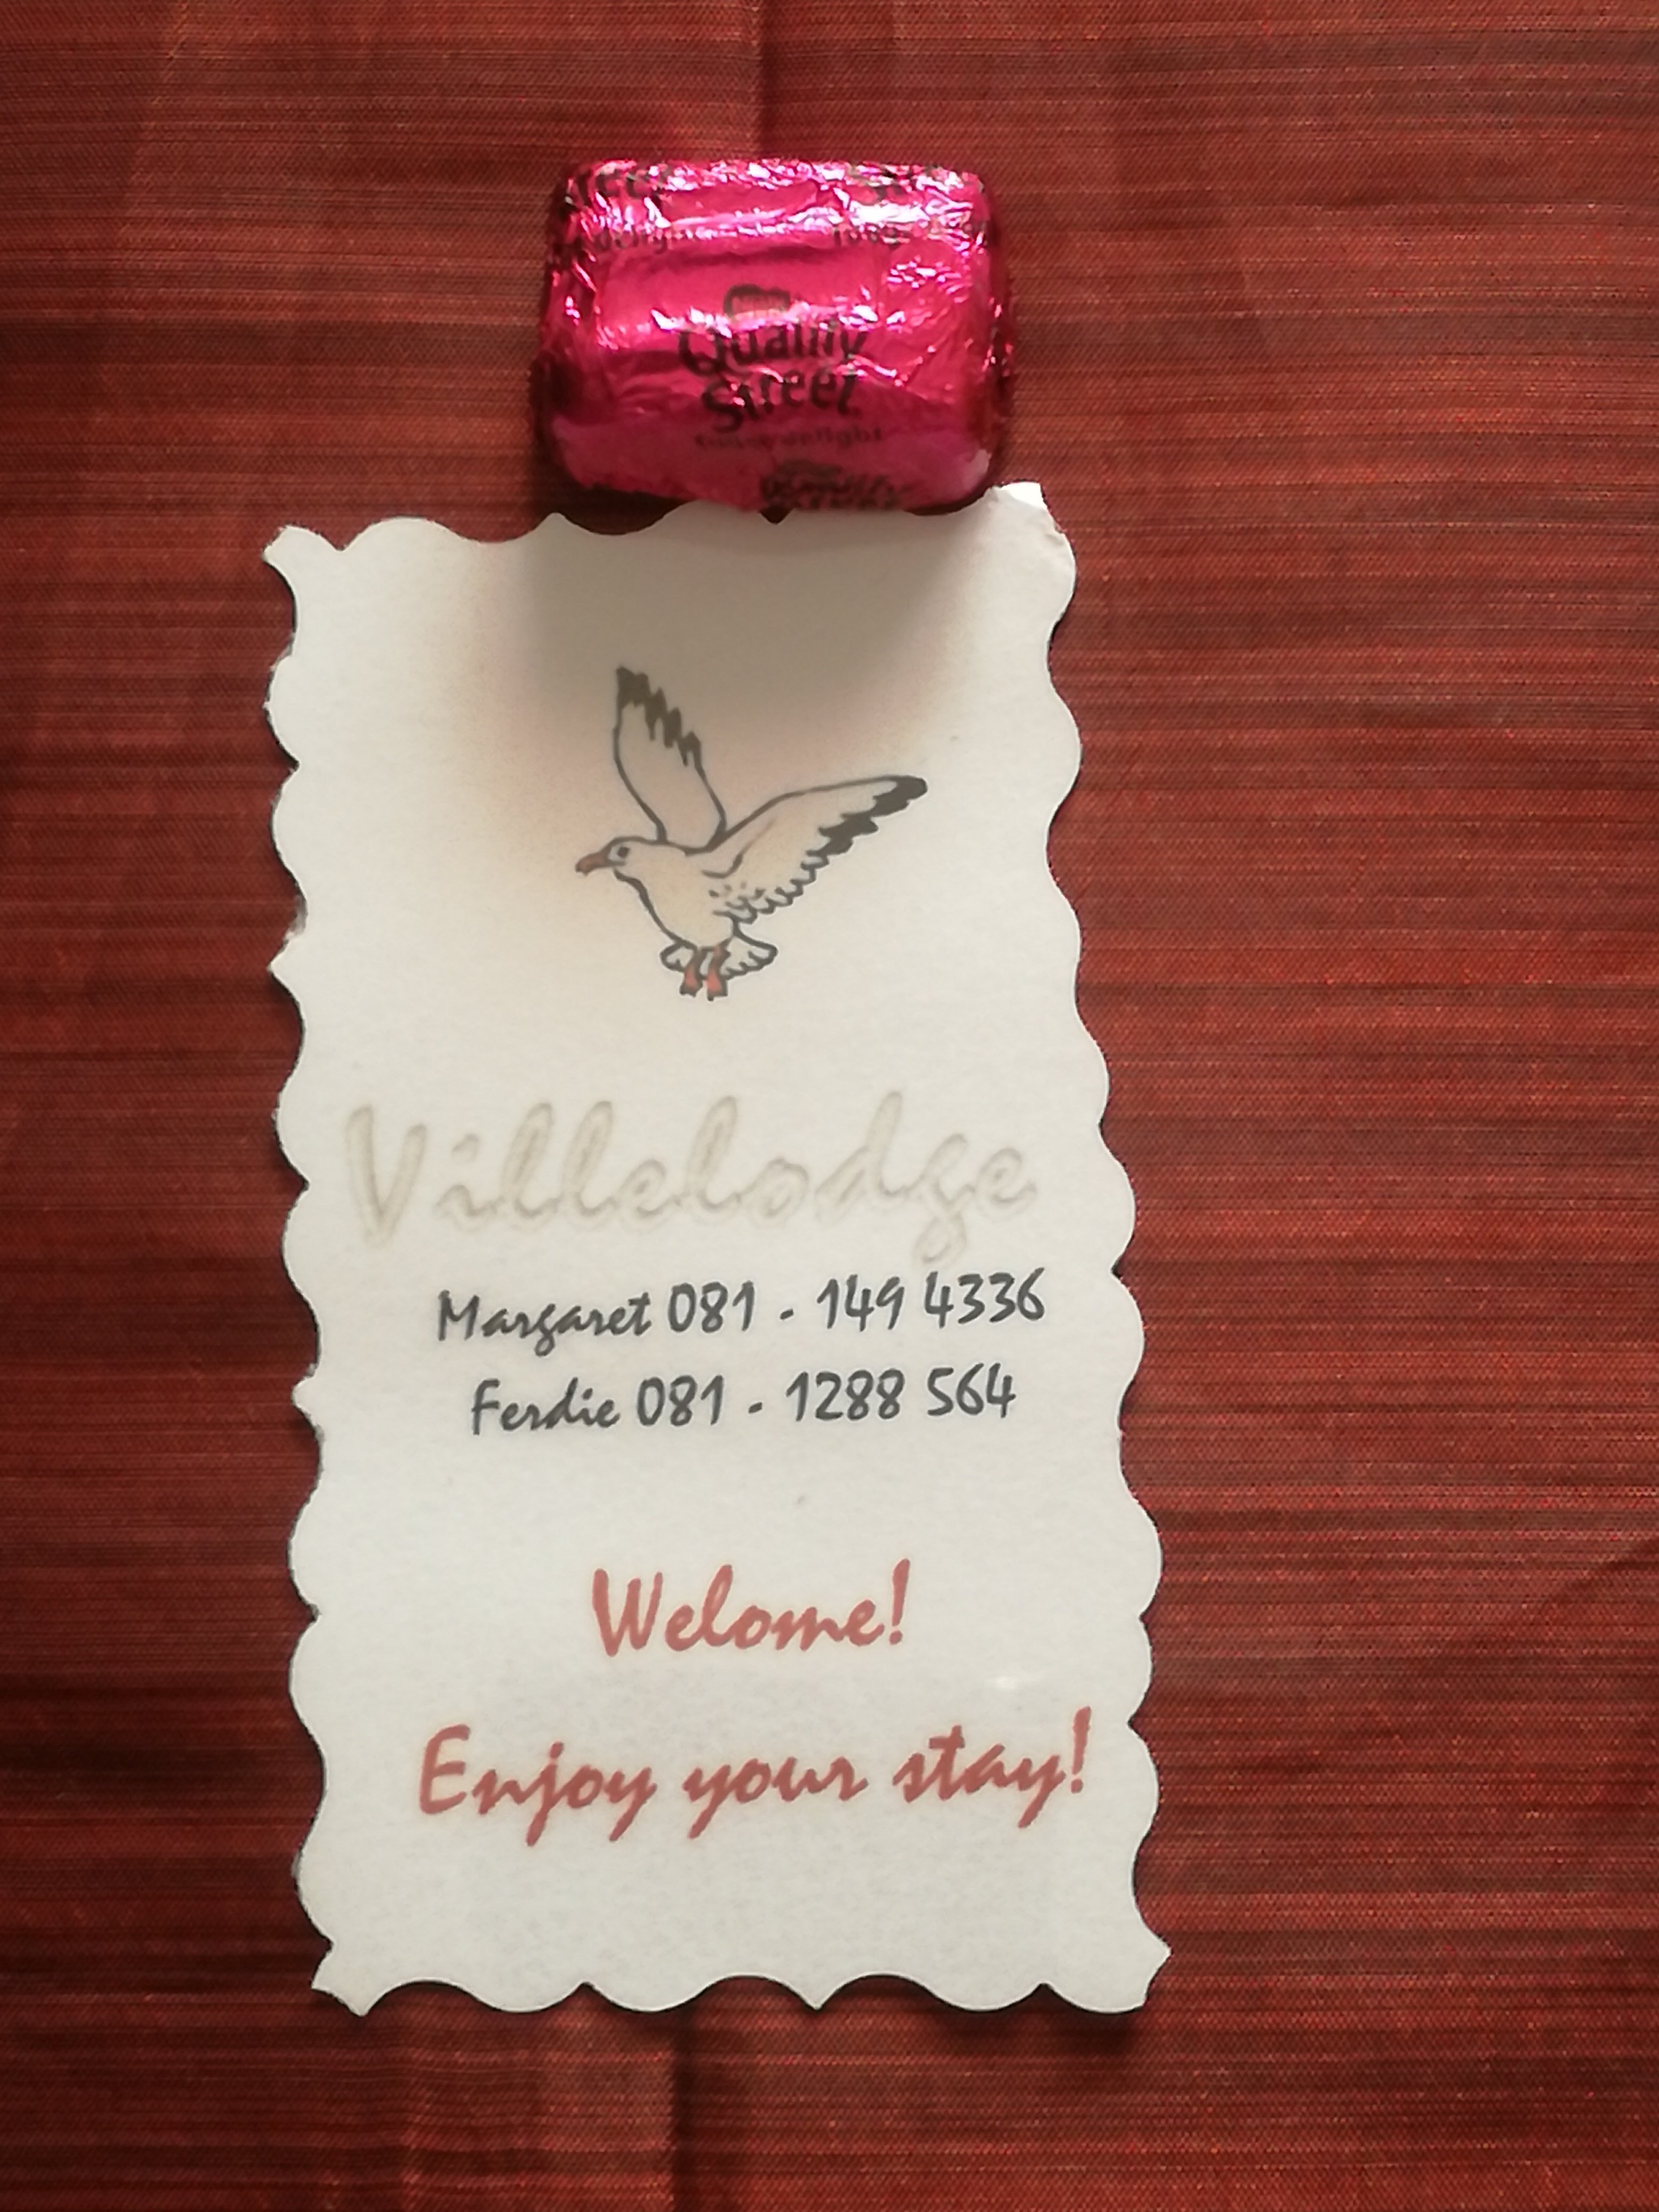 Quality
Street
Villelodge
Margaret 081 - 149 4336
Ferdie 081 - 1288 564
Welome!
Enjoy your stay!